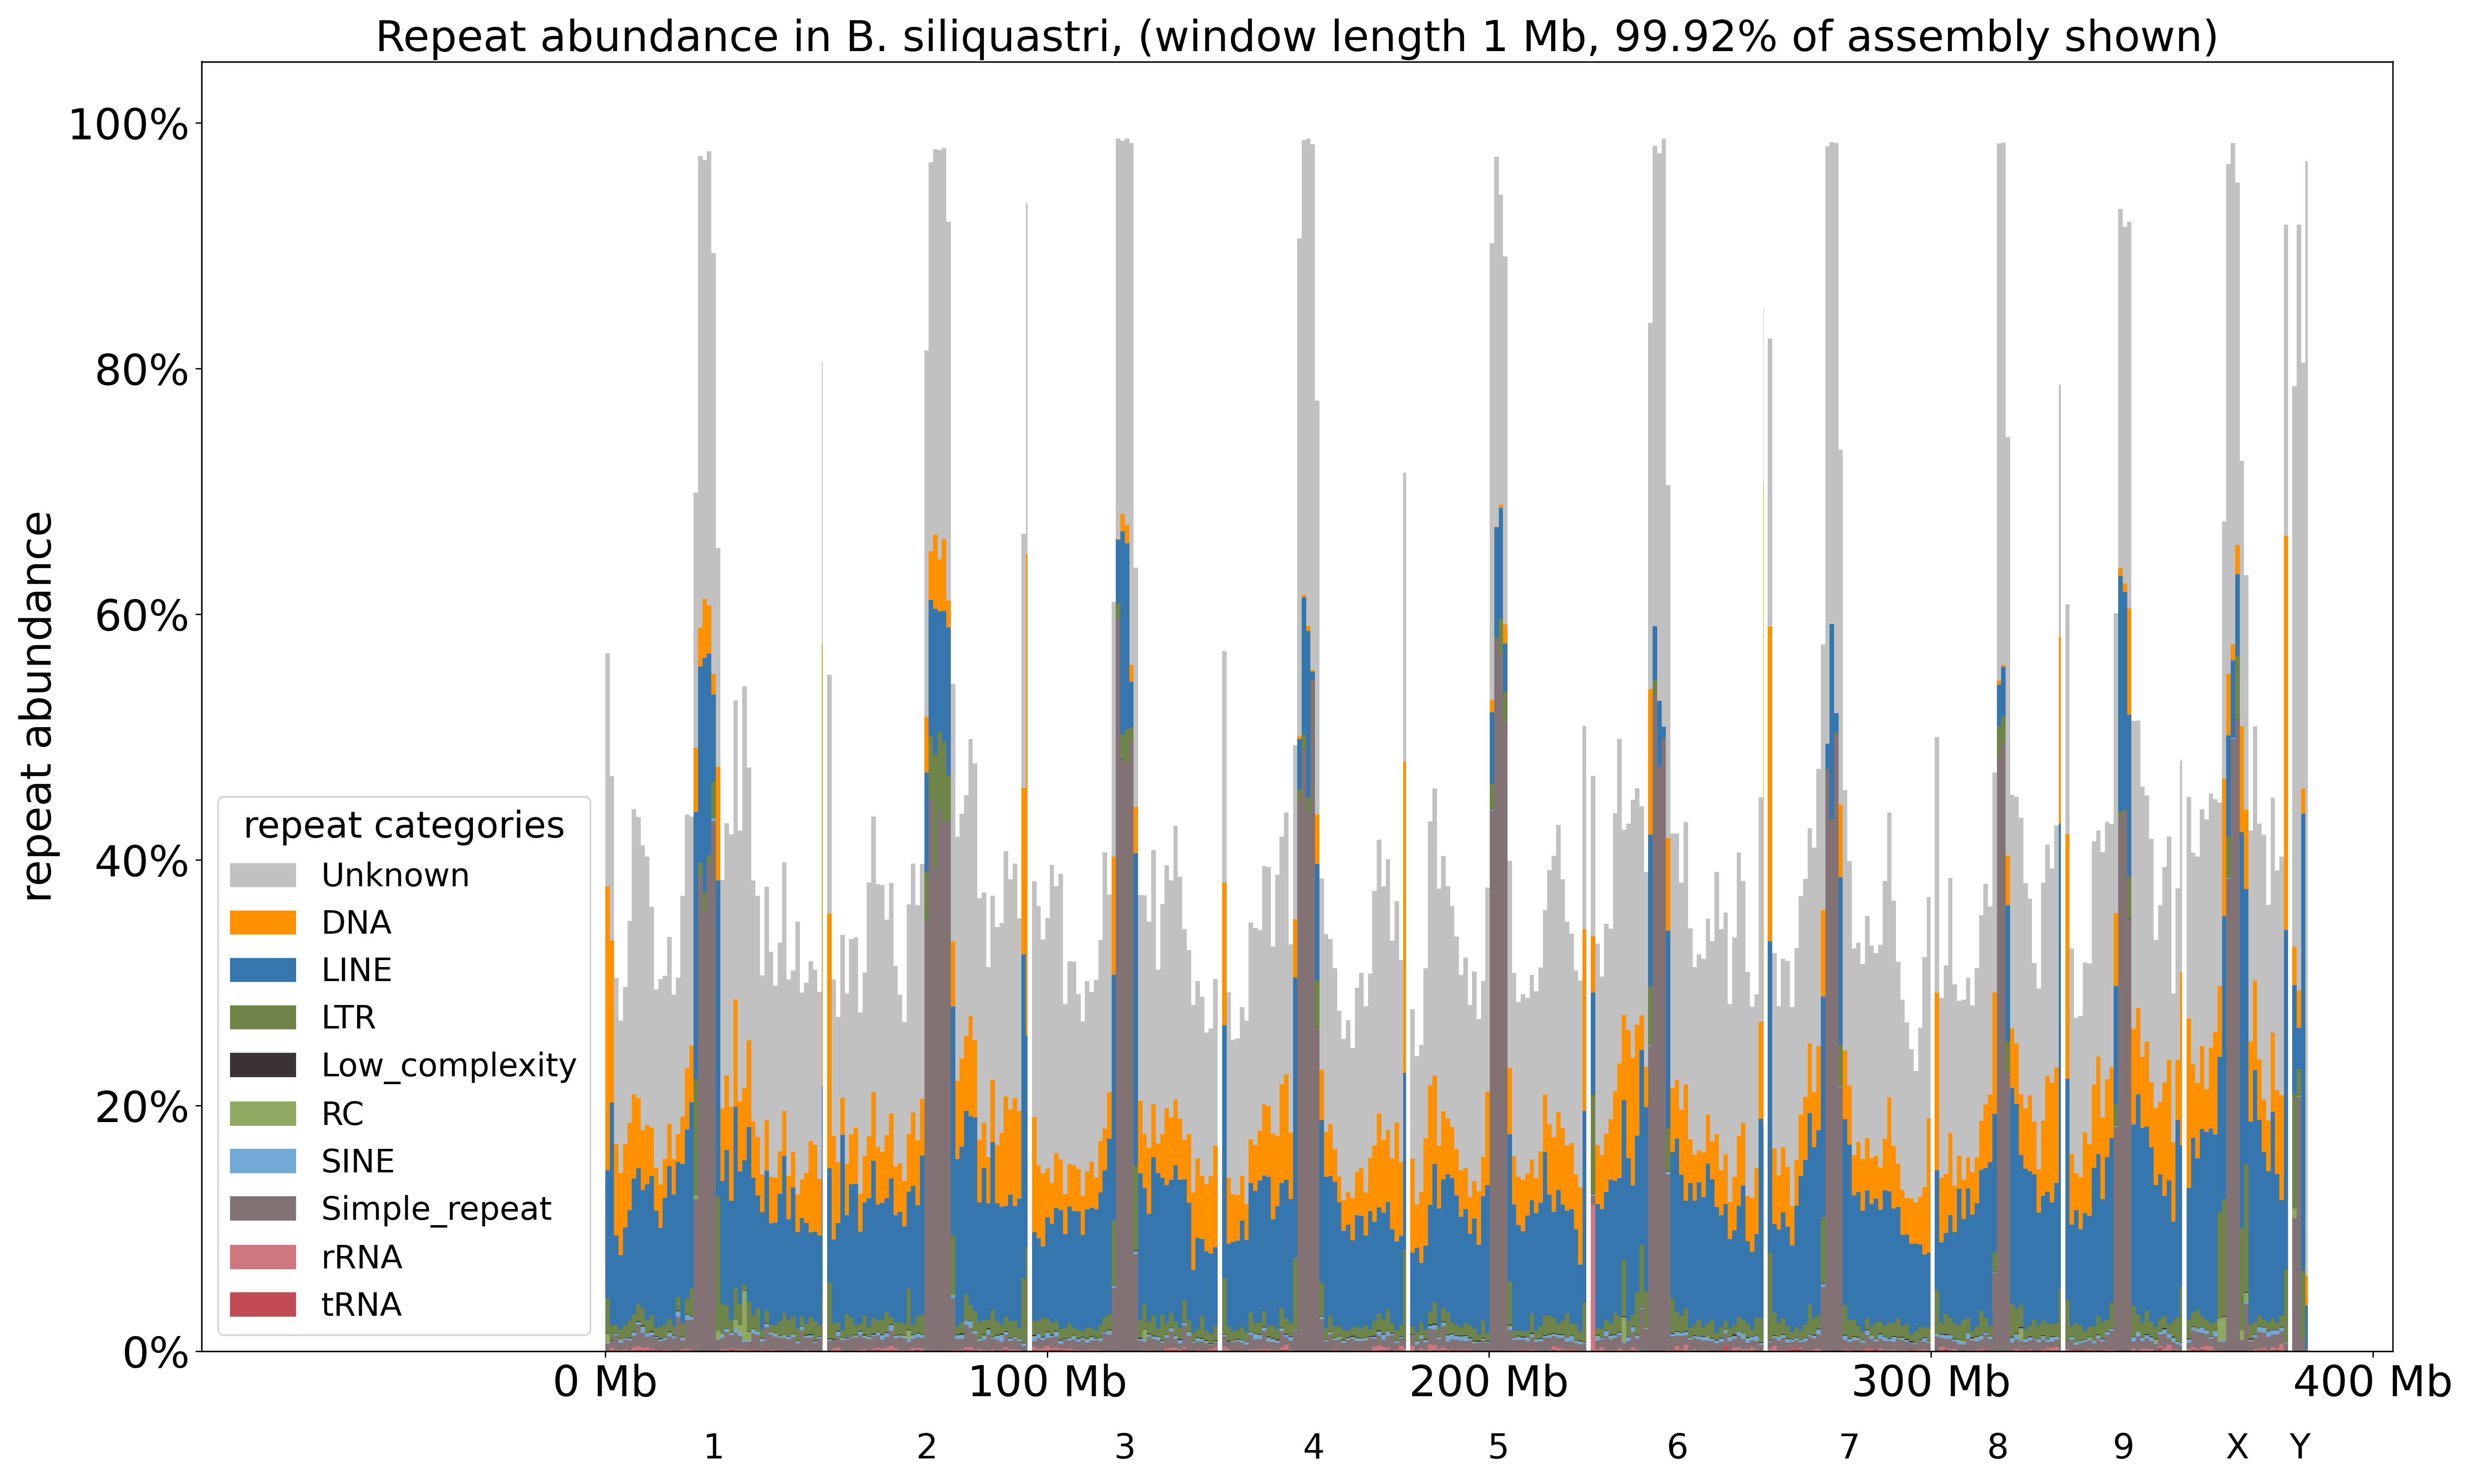 Repeat abundance in B. siliquastri, (window length 1 Mb, 99.92% of assembly shown)
repeat abundance
100%
80%
60%
40%
20%
0%
repeat categories
Unknown
DNA
LINE
LTR
Low_complexity
RC
SINE
Simple_repeat
rRNA
tRNA
0 Mb 100 Mb 200 Mb 300 Mb 400 Mb
1 2 3 4 5 6 7 8 9 X Y